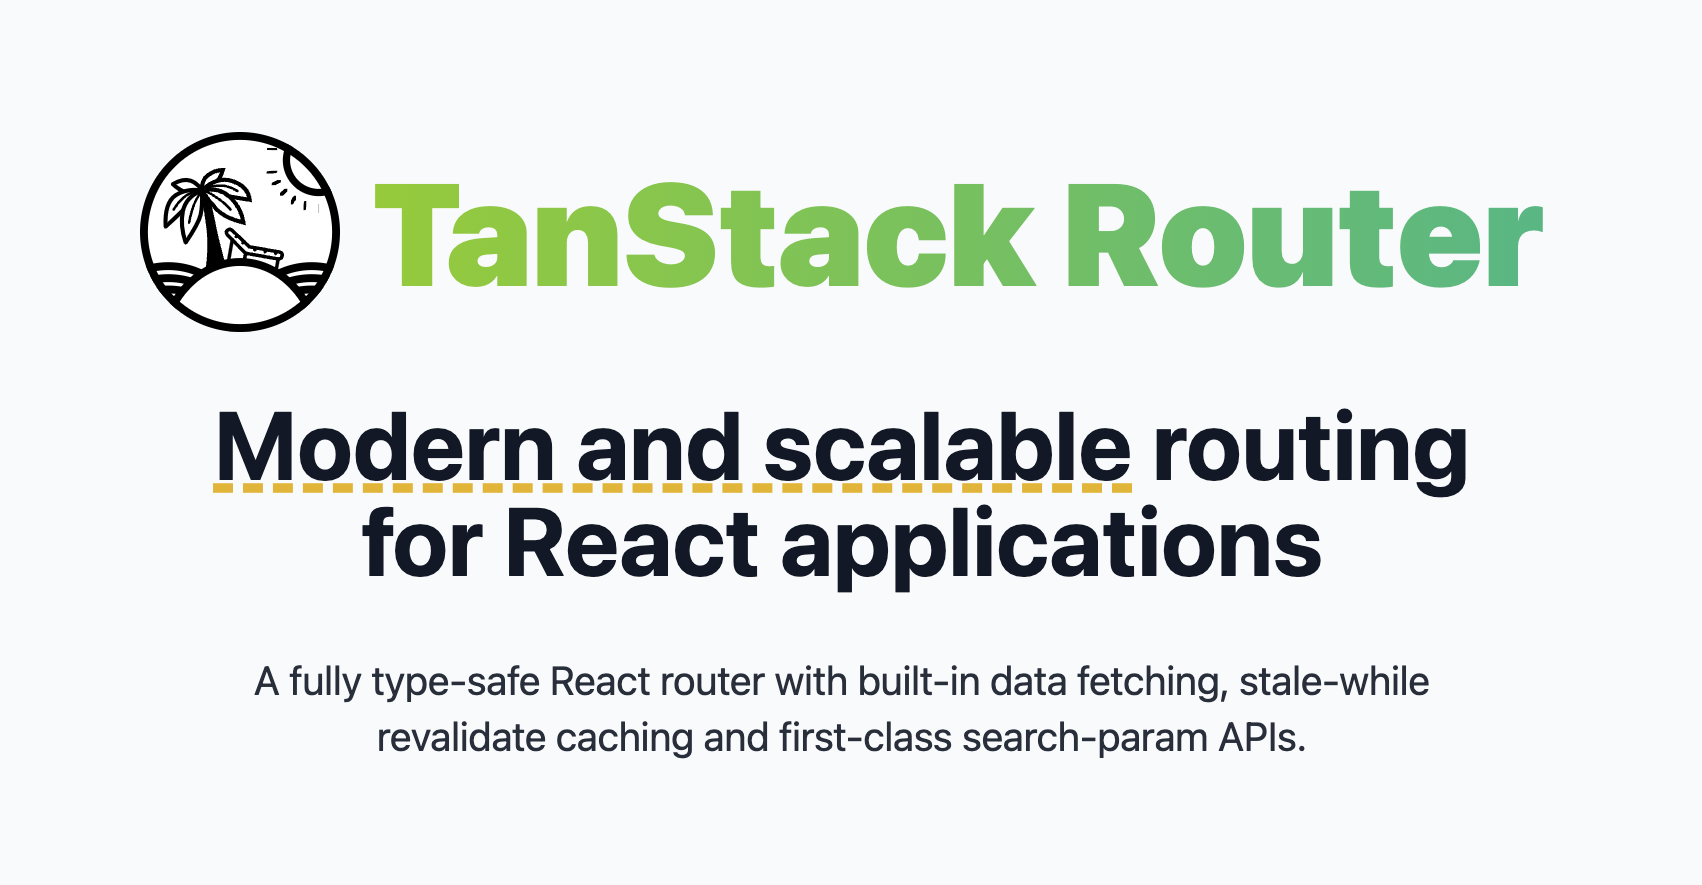 TanStack Router
Modern and scalable routing
for React applications
A fully type-safe React router with built-in data fetching, stale-while
revalidate caching and first-class search-param APIs.